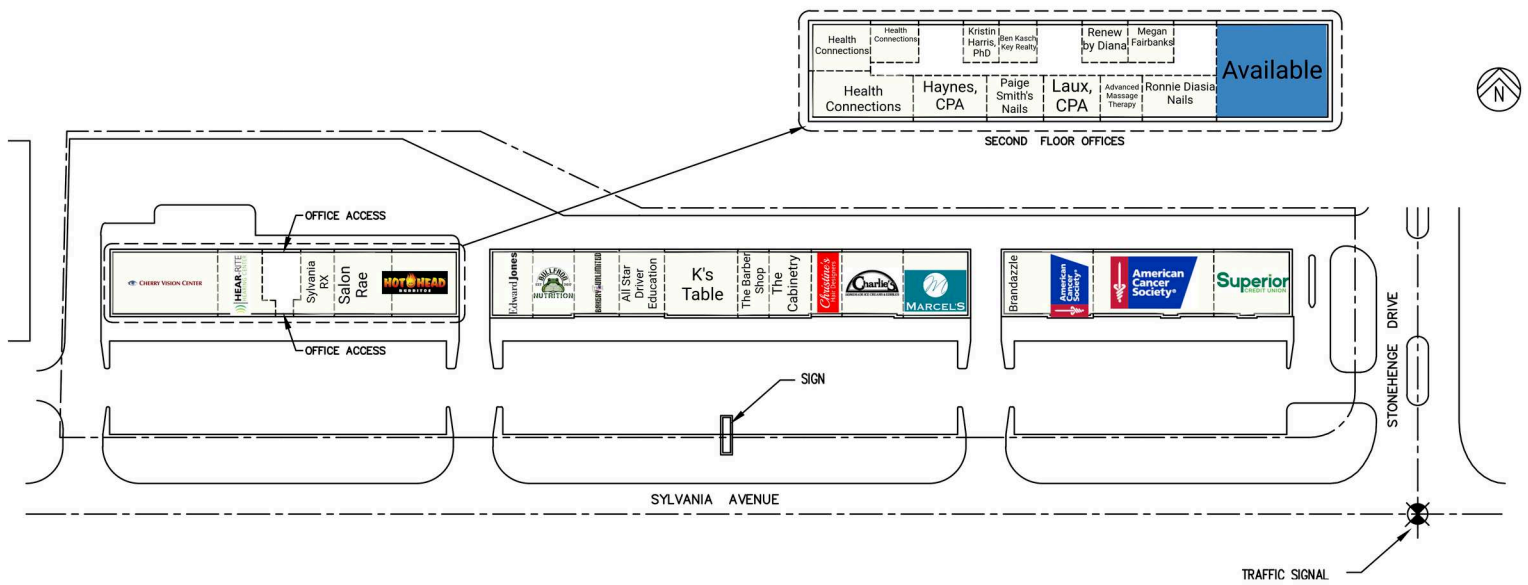 Health
Connections
Health
Connections
Kristin
Harris,
PhD
Ben Kasch
Key Realty
Renew
by Diana
Megan
Fairbanks
Available
Health
Connections
Haynes,
CPA
Paige
Smith's
Nails
Laux,
CPA
Advanced
Massage
Therapy
Ronnie Diasia
Nails
SECOND FLOOR OFFICES
N
OFFICE ACCESS
CHERRY VISION CENTER
HEAR-RITE
Sylvania
RX
Salon
Rae
HOT HEAD
BURRITOS
OFFICE ACCESS
Edward Jones
BULLFROG
NUTRITION
All Star
Driver
Education
K's
Table
The Barber
Shop
The
Cabinetry
Christine's
Hair Designers
Charlie's
M
MARCEL'S
Brandazzle
American
Cancer
Society®
American
Cancer
Society®
Superior
CREDIT UNION
SIGN
STONEHENGE DRIVE
SYLVANIA AVENUE
TRAFFIC SIGNAL